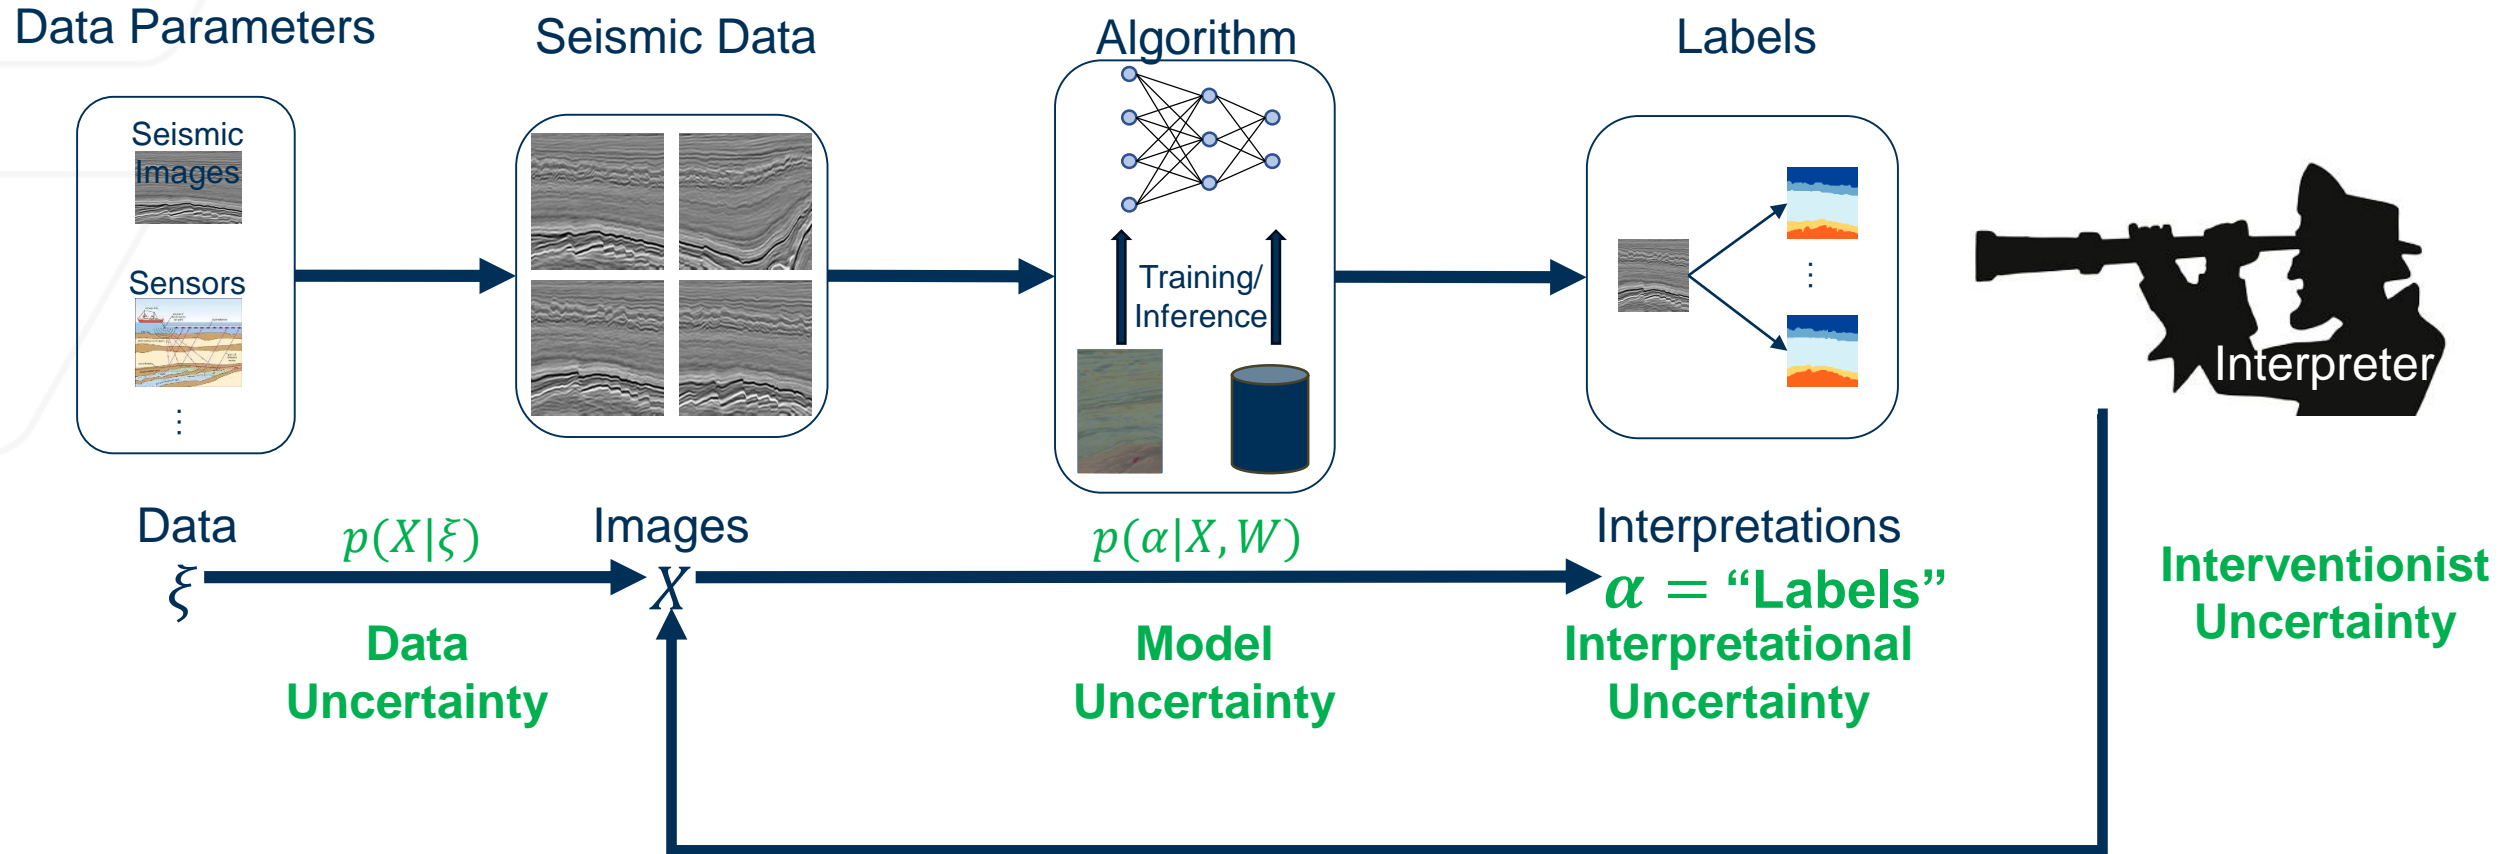 Data Parameters
Seismic Data
Algorithm
Labels
Seismic
Images
Sensors
⋮
Training/
Inference
⋮
Interpreter
Data
p(X|ξ)
Images
p(α|X, W)
Interpretations
ξ
X
α = “Labels”
Data
Uncertainty
Model
Uncertainty
Interpretational
Uncertainty
Interventionist
Uncertainty